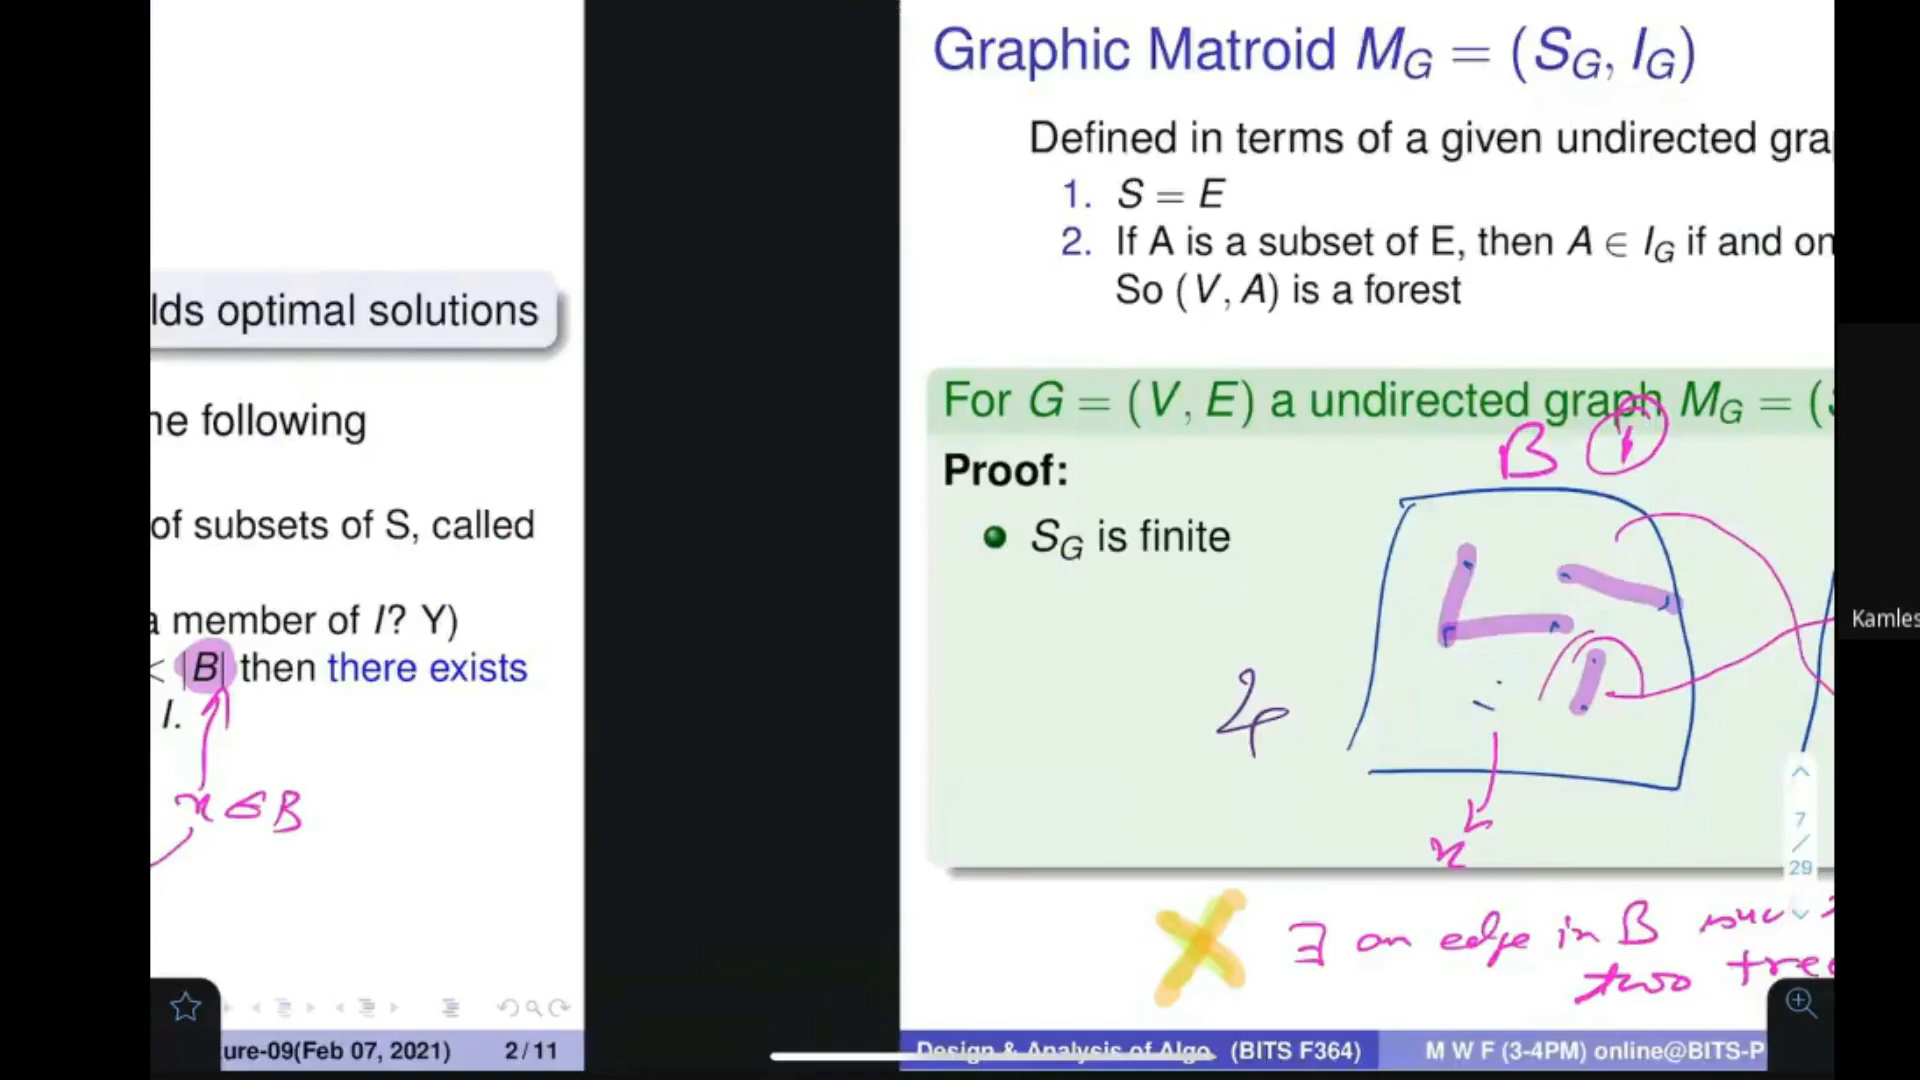 lds optimal solutions
he following
of subsets of S, called
a member of I? Y)
< |B| then there exists
I.
x ∈ B
ure-09(Feb 07, 2021) 2/11
Graphic Matroid M_G = (S_G, I_G)
Defined in terms of a given undirected gra
1. S = E
2. If A is a subset of E, then A ∈ I_G if and on
So (V, A) is a forest
For G = (V, E) a undirected graph M_G = (S
B
Proof:
S_G is finite
x
∃ an edge in B suc
two tree
7
/
29
Kamles
Design & Analysis of Algo. (BITS F364) M W F (3-4PM) online@BITS-P